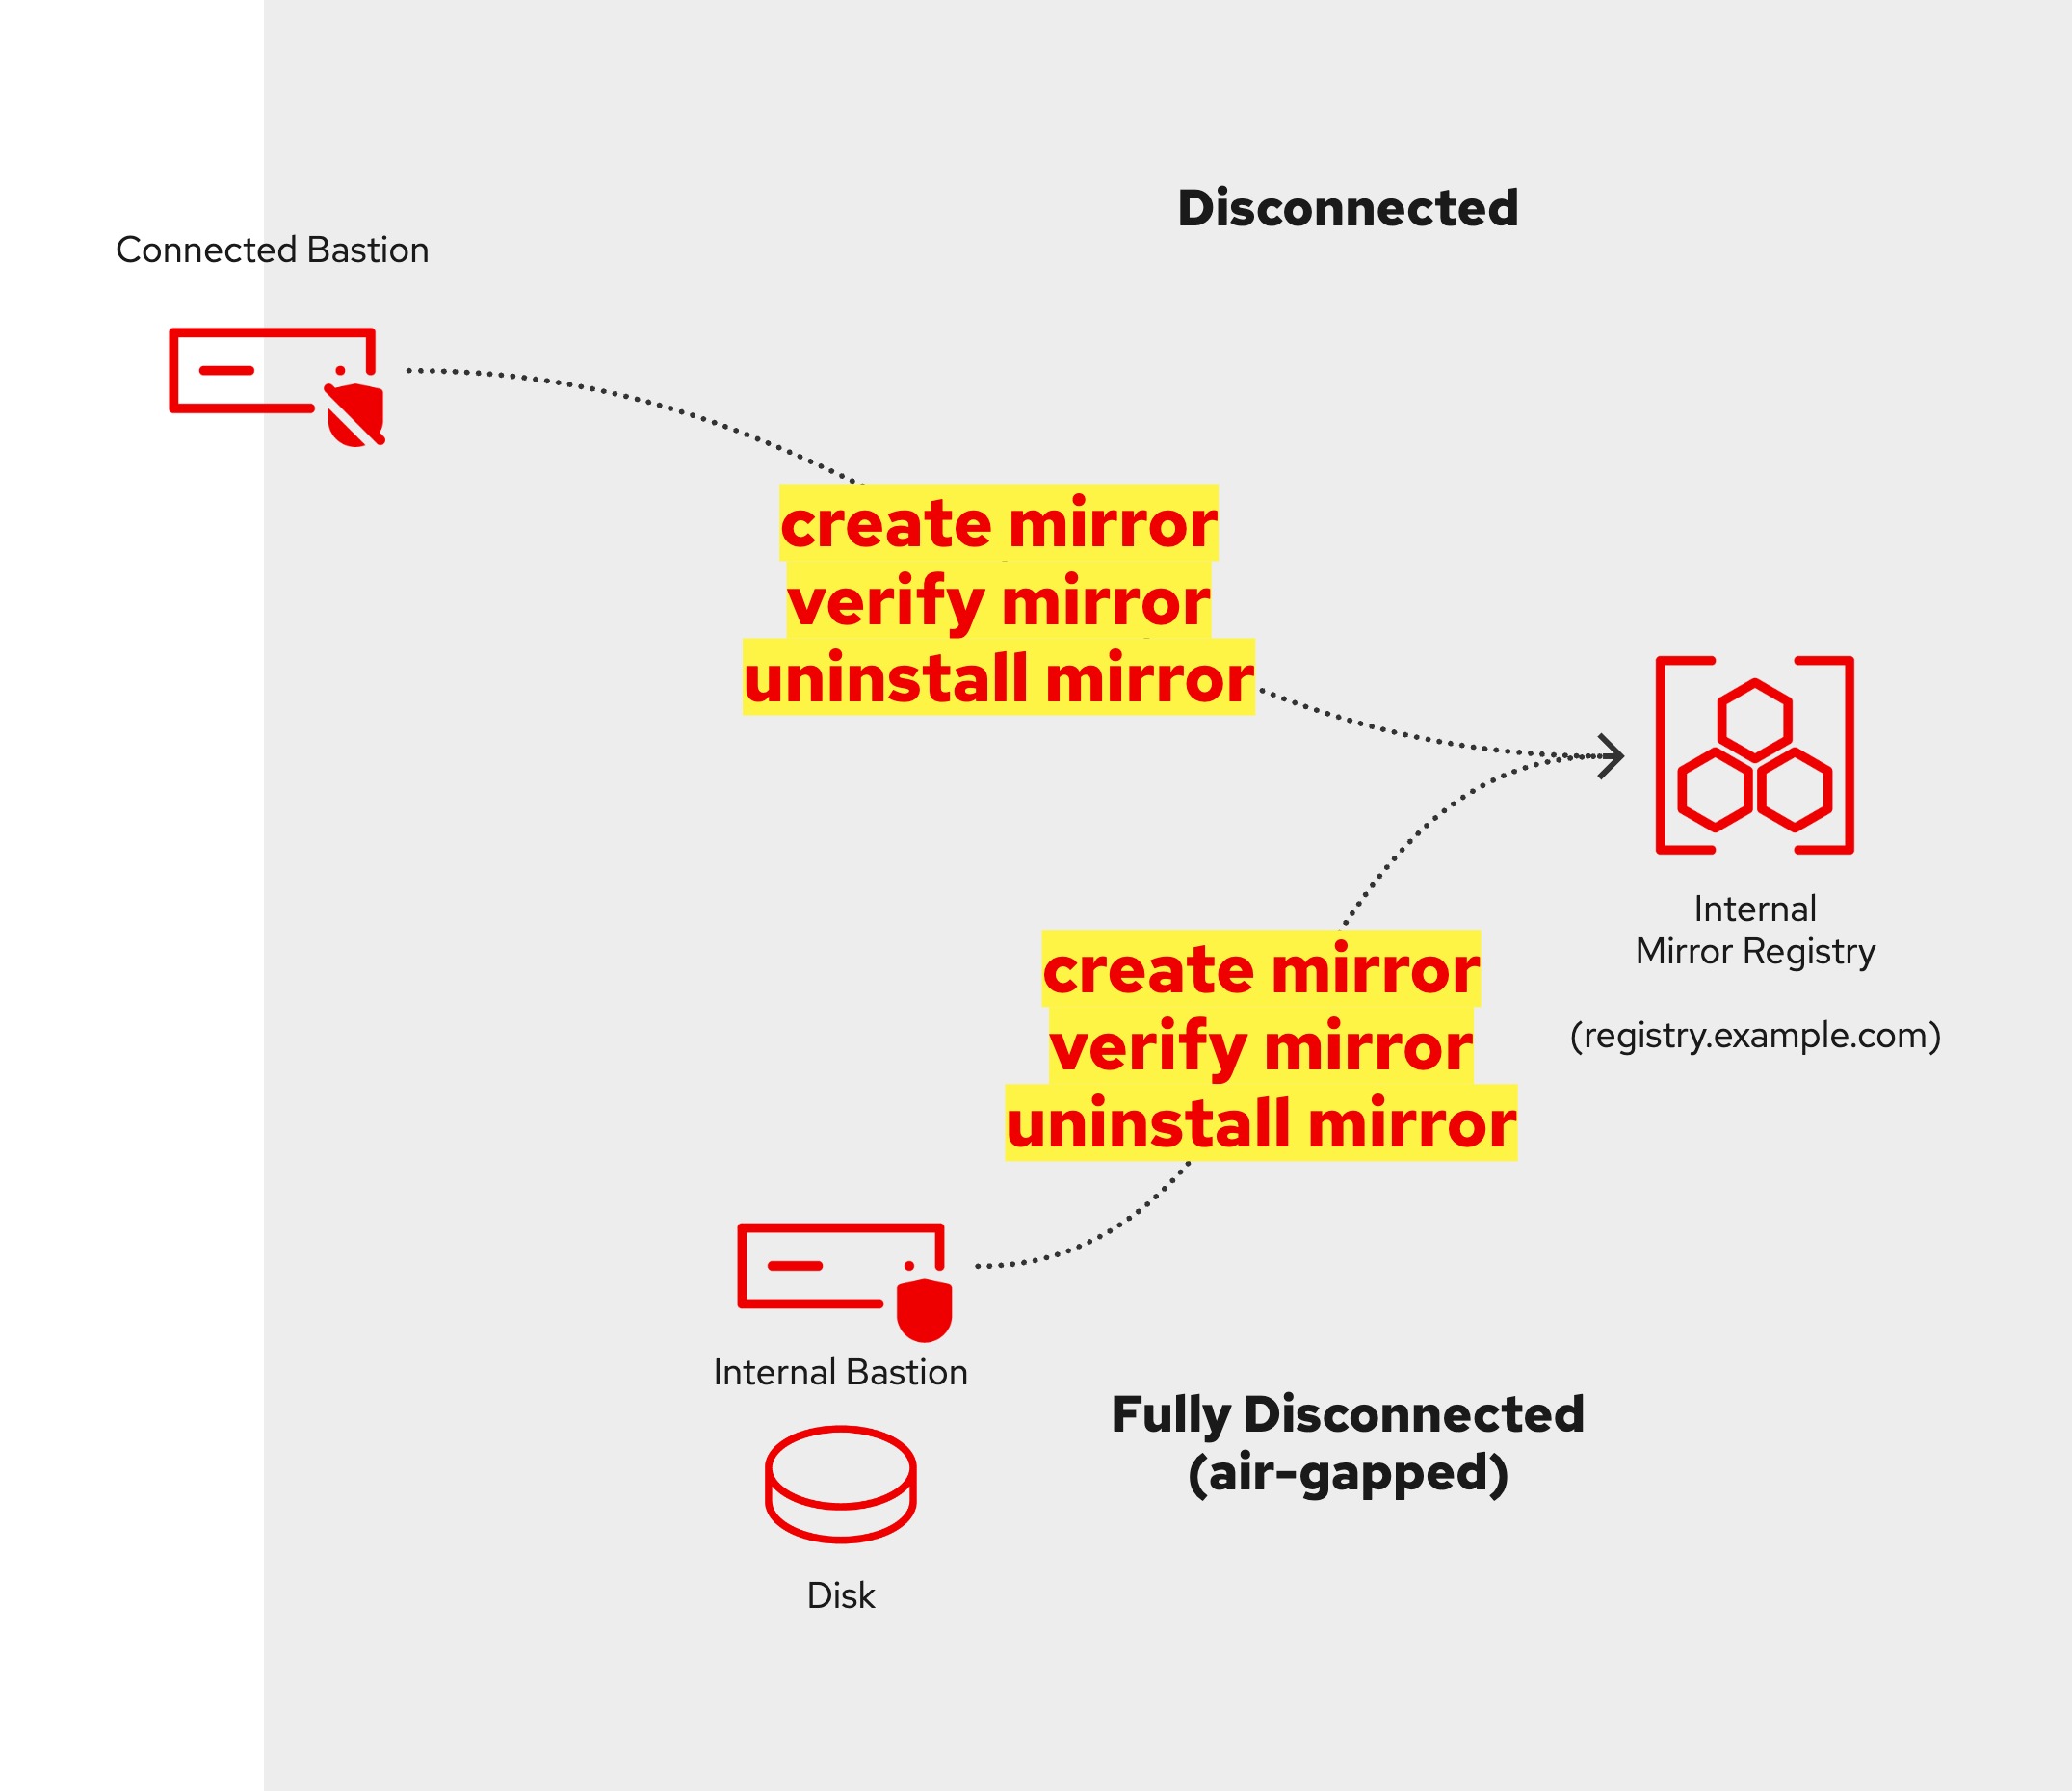 Disconnected
Connected Bastion
create mirror
verify mirror
uninstall mirror
Internal
Mirror Registry
(registry.example.com)
create mirror
verify mirror
uninstall mirror
Internal Bastion
Fully Disconnected
(air-gapped)
Disk